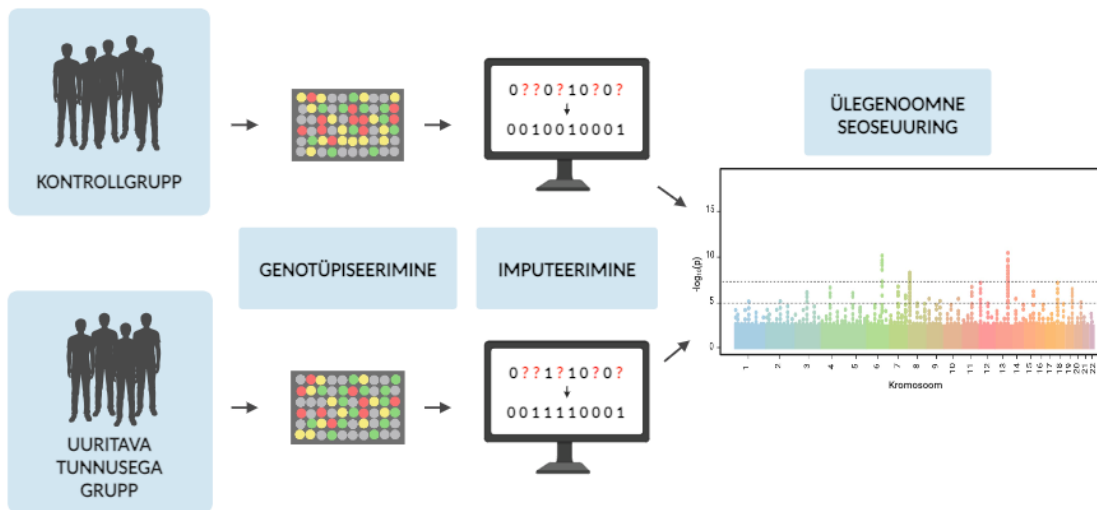 KONTROLLGRUPP
0??0?10?0?
0010010001
ÜLEGENOOMNE
SEOSEUURING
GENOTÜPISEERIMINE
IMPUTEERIMINE
UURITAVA
TUNNUSEGA
GRUPP
0??1?10?0?
0011110001
-log₁₀(p)
15
10
5
0
1 2 3 4 5 6 7 8 9 10 11 12 13 14 15 16 17 18 19 20 21 22
Kromosoom